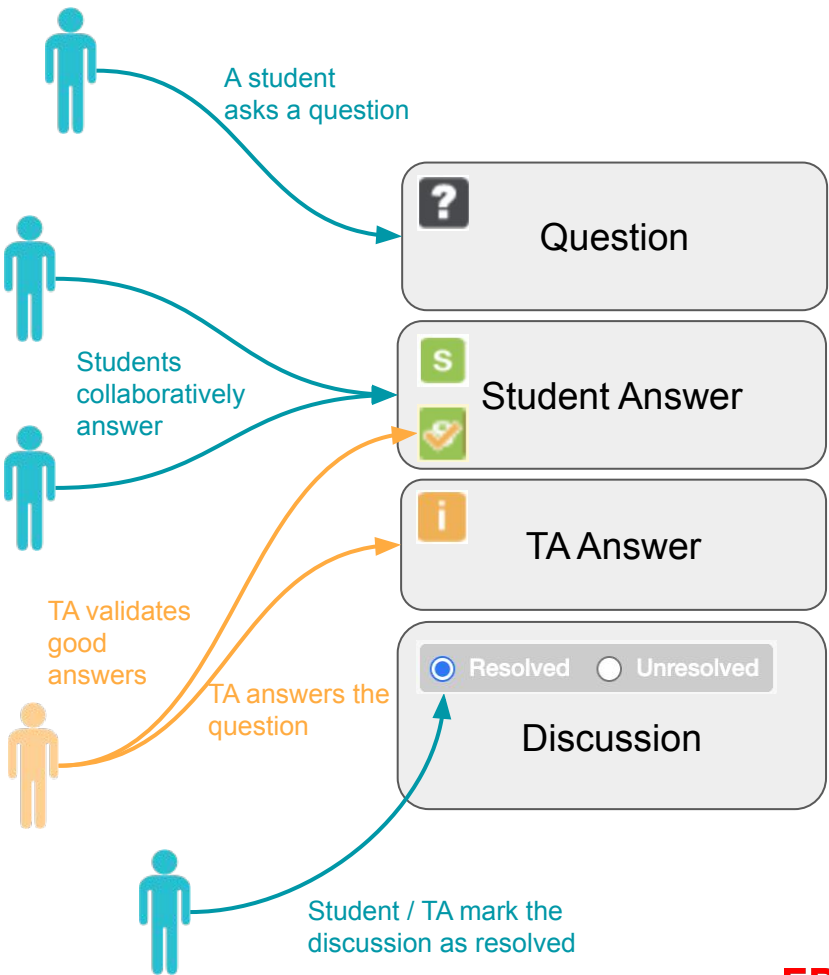 A student
asks a question
?
Question
Students
collaboratively
answer
S
Student Answer
i
TA Answer
TA validates
good
answers
TA answers the
question
Resolved Unresolved
Discussion
Student / TA mark the
discussion as resolved